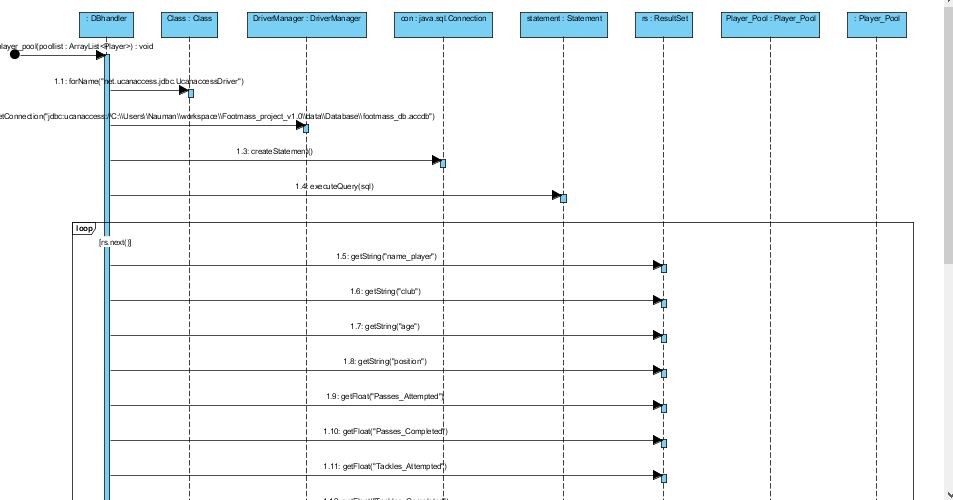 : DBhandler
Class : Class
DriverManager : DriverManager
con : java.sql.Connection
statement : Statement
rs : ResultSet
Player_Pool : Player_Pool
: Player_Pool
layer_pool(poollist : ArrayList<Player>) : void
1.1: forName("net.ucanaccess.jdbc.UcanaccessDriver")
etConnection("jdbc:ucanaccess://C:\\Users\\Nauman\\workspace\\Footmass_project_v1.0\\data\\Database\\footmass_db.accdb")
1.3: createStatement()
1.4: executeQuery(sql)
loop
[rs.next()]
1.5: getString("name_player")
1.6: getString("club")
1.7: getString("age")
1.8: getString("position")
1.9: getFloat("Passes_Attempted")
1.10: getFloat("Passes_Completed")
1.11: getFloat("Tackles_Attempted")